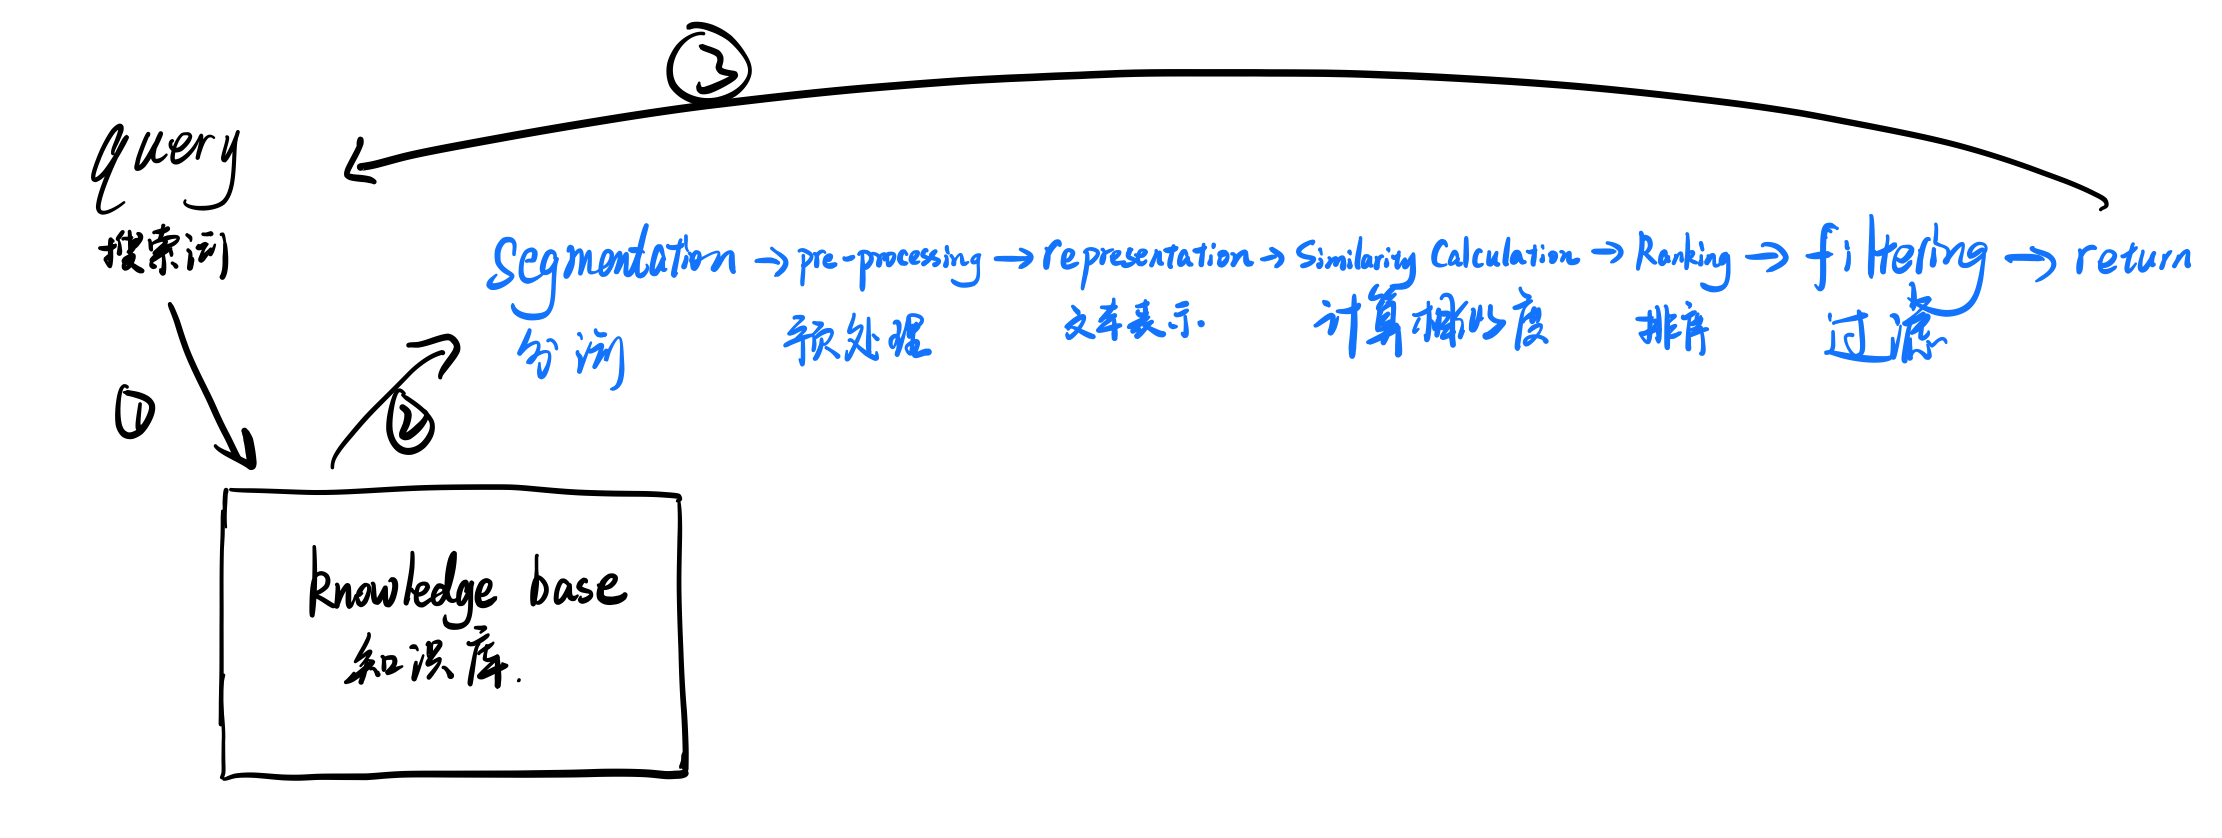 ③
query
搜索词
segmentation → pre-processing → representation → Similarity Calculation → Ranking → filtering → return
分词 预处理 文本表示. 计算相似度 排序 过滤
①
②
knowledge base
知识库.